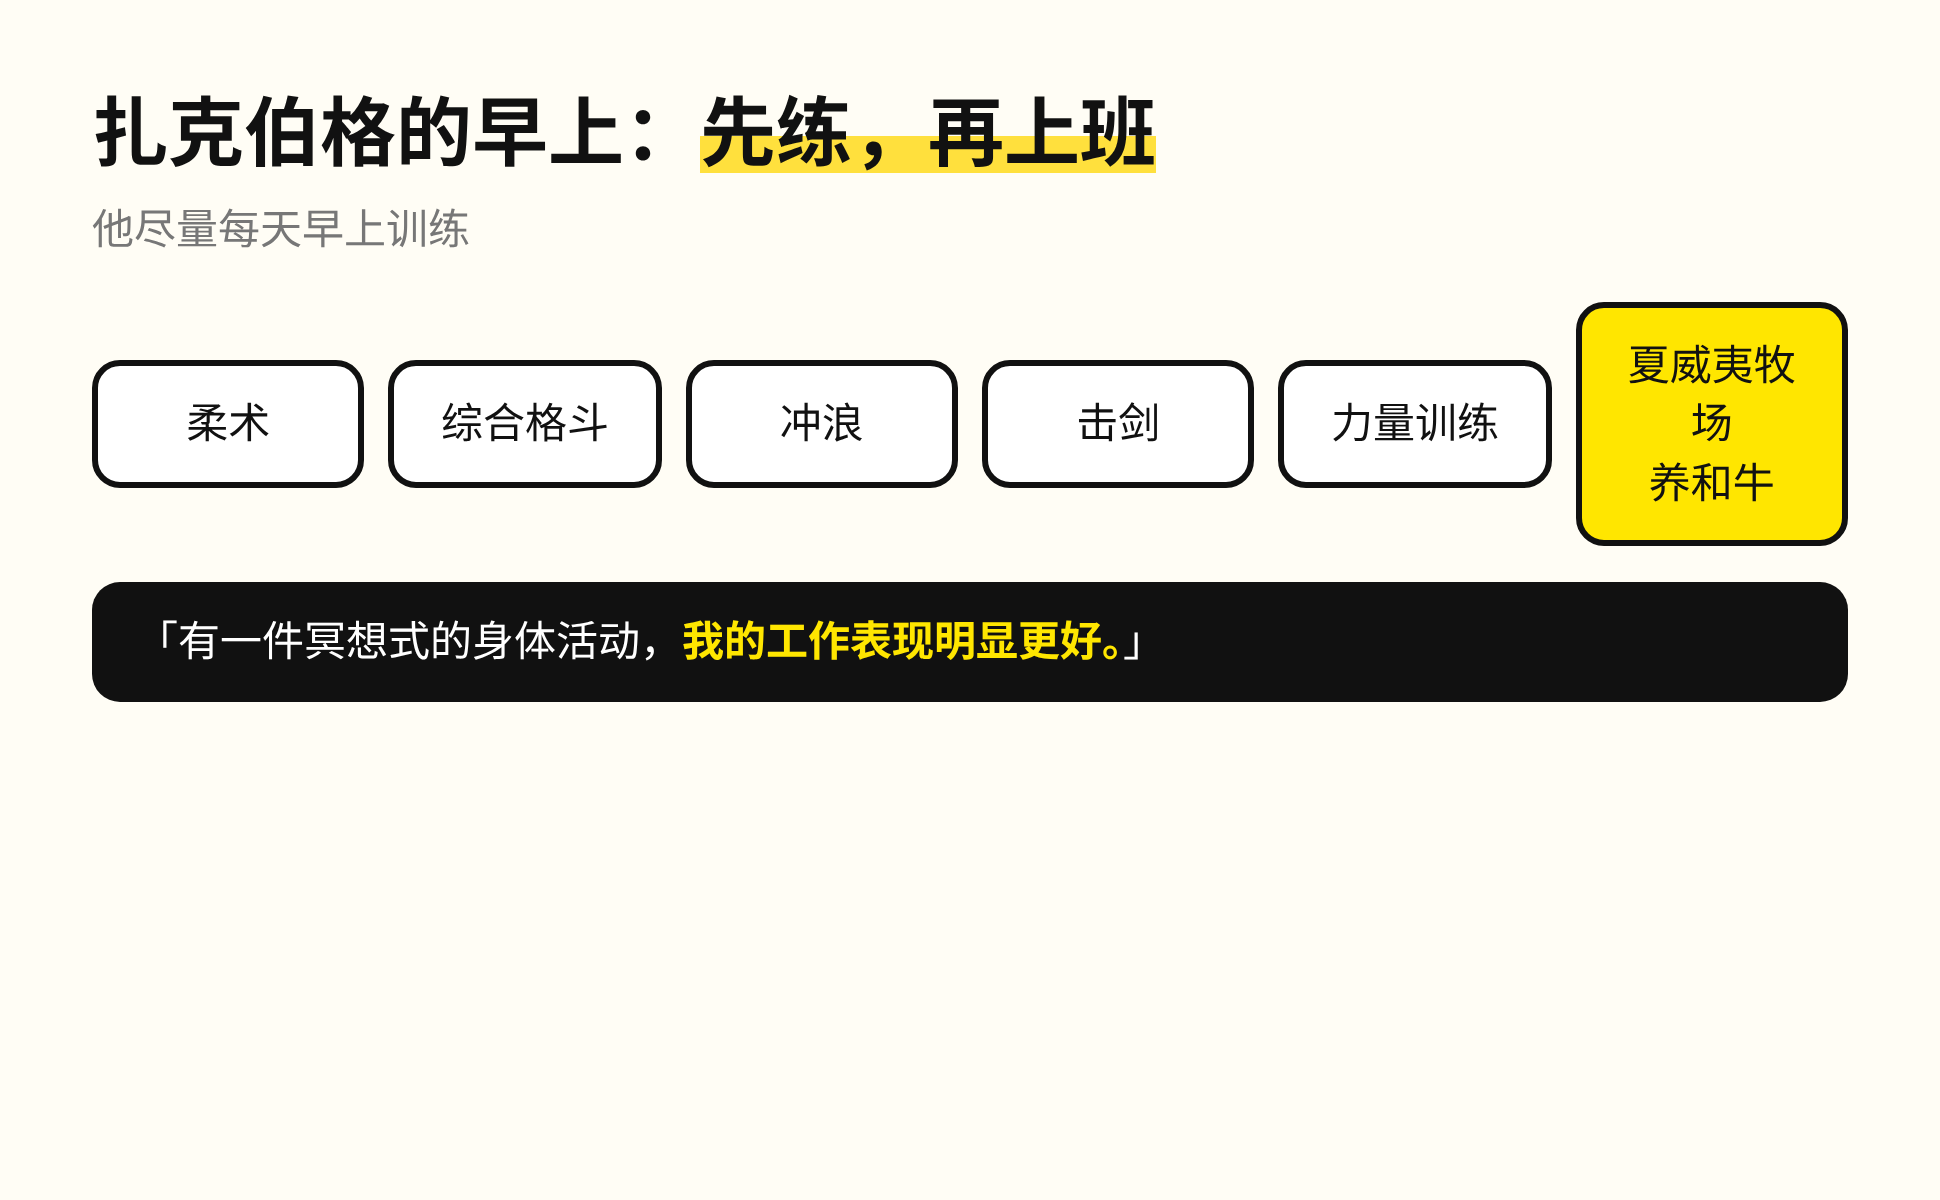 扎克伯格的早上：先练，再上班
他尽量每天早上训练
柔术
综合格斗
冲浪
击剑
力量训练
夏威夷牧
场
养和牛
「有一件冥想式的身体活动，我的工作表现明显更好。」